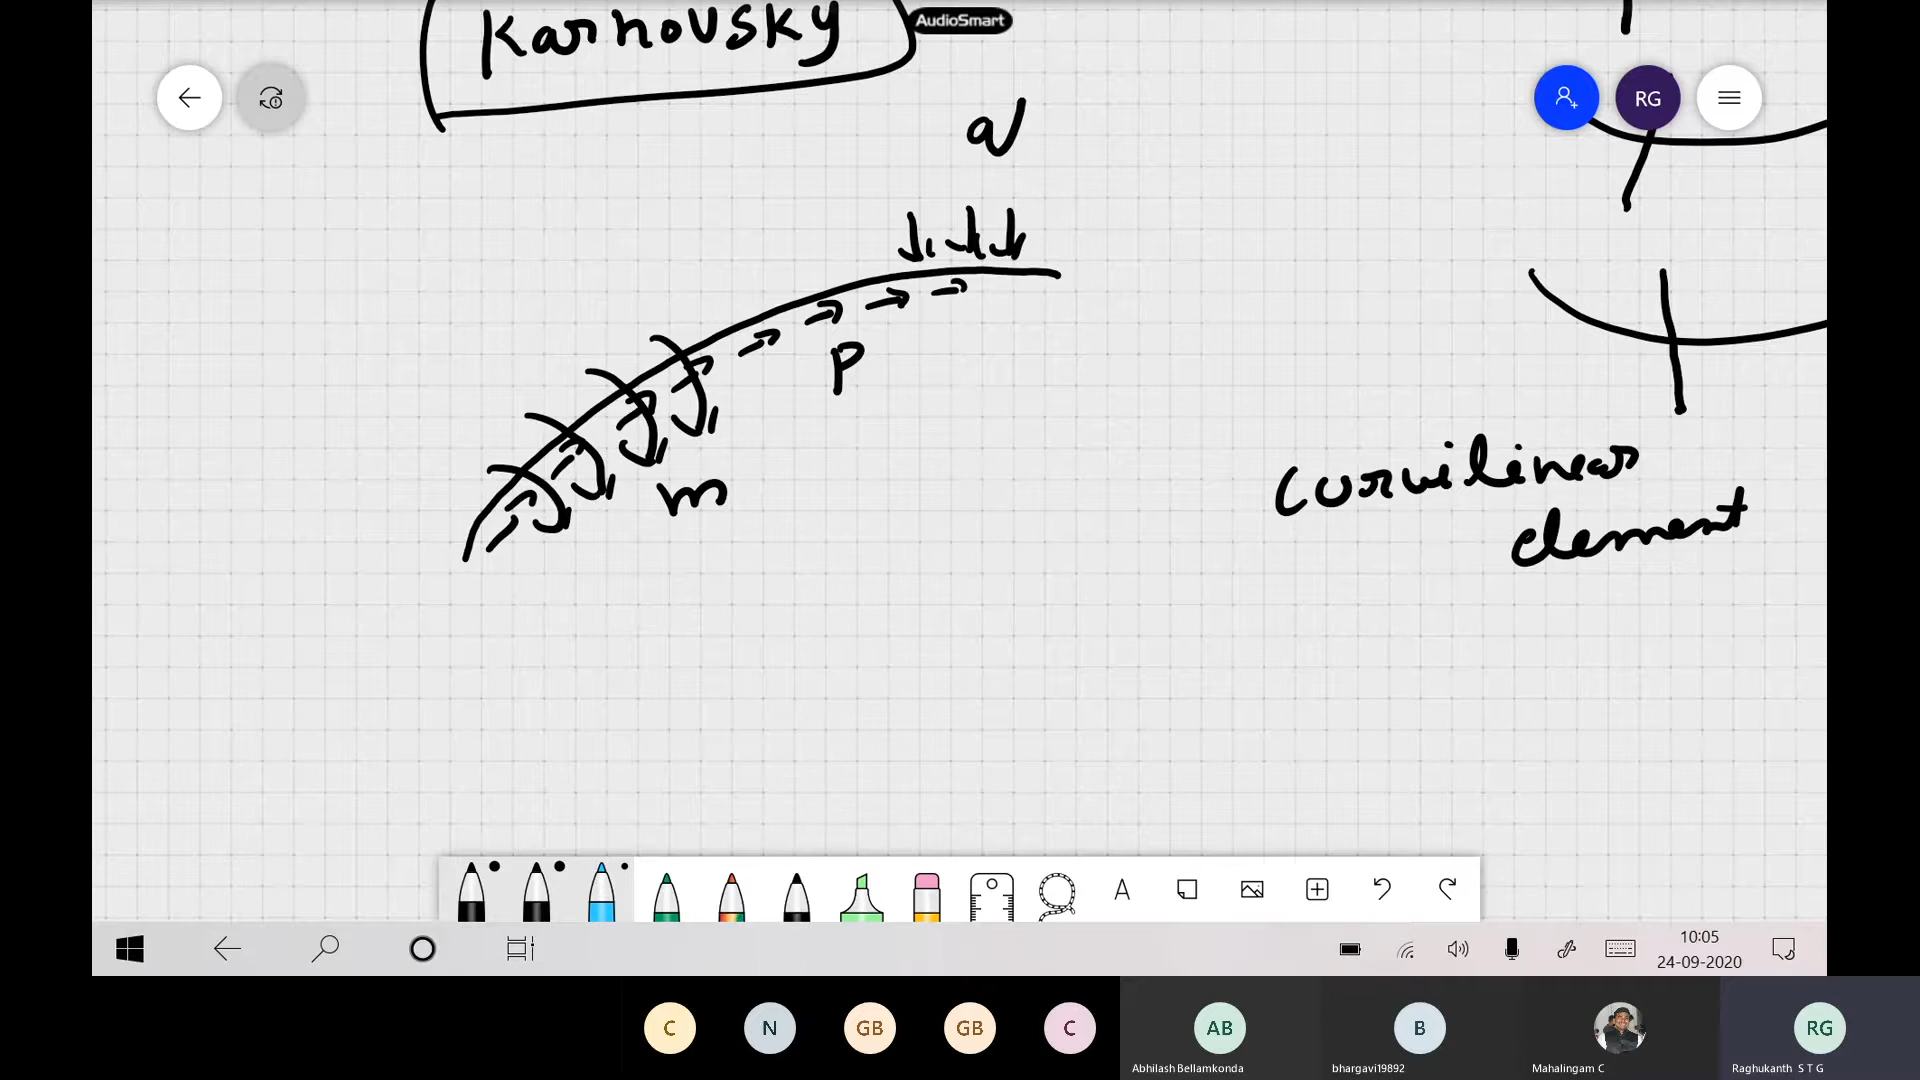 Karnovsky
AudioSmart
RG
q
P
m
curvilinear
element
A
10:05
24-09-2020
C
N
GB
GB
C
AB
B
RG
Abhilash Bellamkonda
bhargavi19892
Mahalingam C
Raghukanth S T G